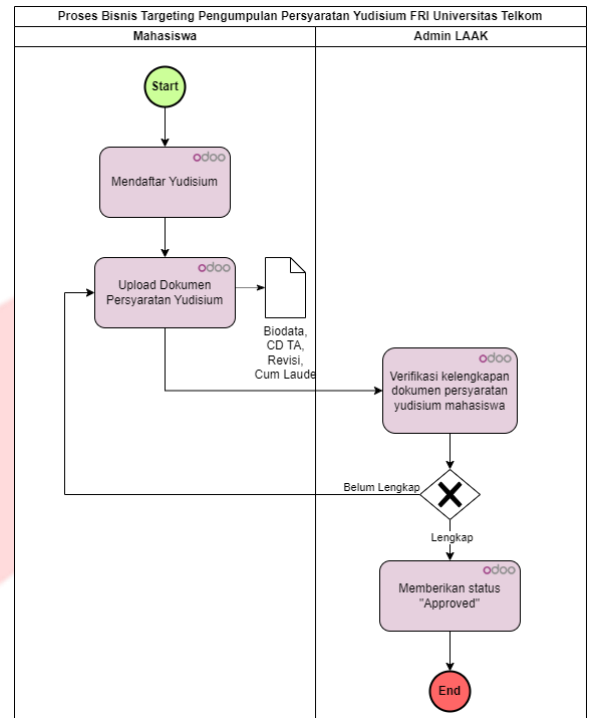 Proses Bisnis Targeting Pengumpulan Persyaratan Yudisium FRI Universitas Telkom
Mahasiswa
Admin LAAK
Start
odoo
Mendaftar Yudisium
odoo
Upload Dokumen
Persyaratan Yudisium
Biodata,
CD TA,
Revisi,
Cum Laude
odoo
Verifikasi kelengkapan
dokumen persyaratan
yudisium mahasiswa
Belum Lengkap
Lengkap
odoo
Memberikan status
"Approved"
End